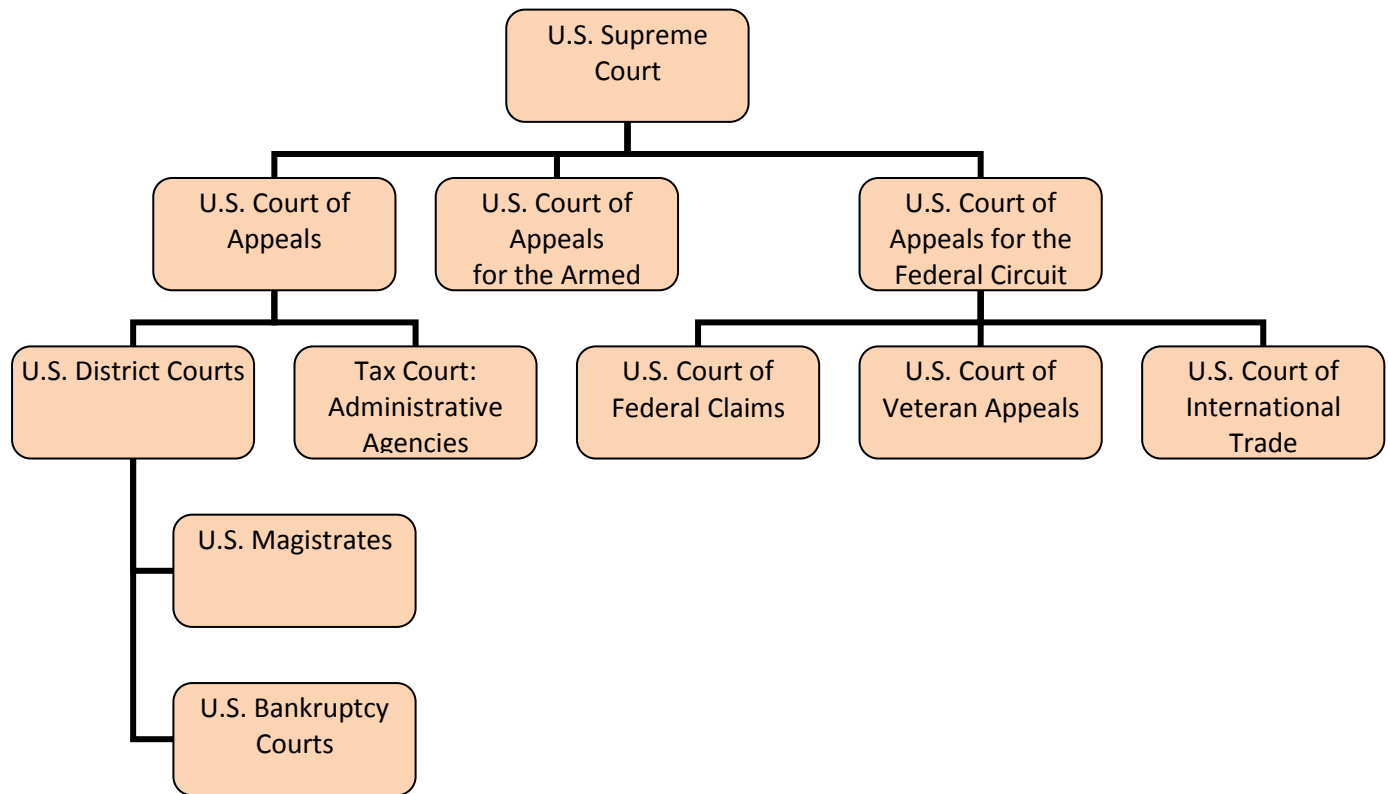 U.S. Supreme
Court
U.S. Court of
Appeals
U.S. Court of
Appeals
for the Armed
U.S. Court of
Appeals for the
Federal Circuit
U.S. District Courts
Tax Court:
Administrative
Agencies
U.S. Court of
Federal Claims
U.S. Court of
Veteran Appeals
U.S. Court of
International
Trade
U.S. Magistrates
U.S. Bankruptcy
Courts